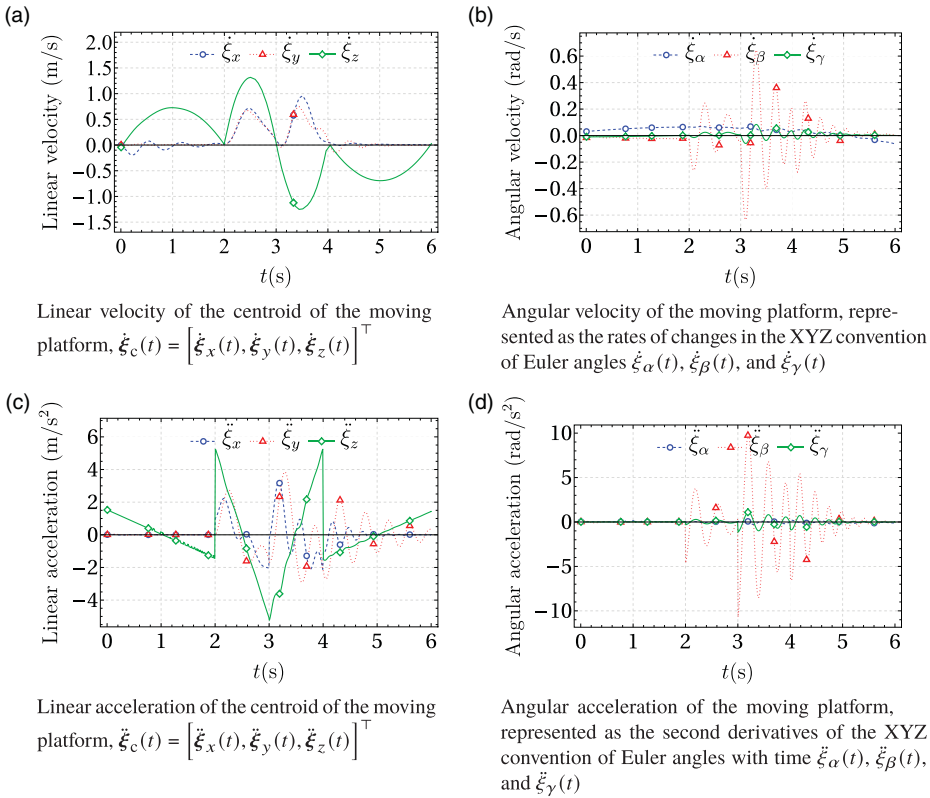 (a)
Linear velocity (m/s)
2.0
1.5
1.0
0.5
0.0
−0.5
−1.0
−1.5
ξ̇x ξ̇y ξ̇z
0 1 2 3 4 5 6
t(s)
Linear velocity of the centroid of the moving
platform, ξ̇c(t) = [ξ̇x(t), ξ̇y(t), ξ̇z(t)]⊤
(b)
Angular velocity (rad/s)
0.6
0.4
0.2
0.0
−0.2
−0.4
−0.6
ξ̇α ξ̇β ξ̇γ
0 1 2 3 4 5 6
t(s)
Angular velocity of the moving platform, repre-
sented as the rates of changes in the XYZ convention
of Euler angles ξ̇α(t), ξ̇β(t), and ξ̇γ(t)
(c)
Linear acceleration (m/s²)
6
4
2
0
−2
−4
ξ̈x ξ̈y ξ̈z
0 1 2 3 4 5 6
t(s)
Linear acceleration of the centroid of the moving
platform, ξ̈c(t) = [ξ̈x(t), ξ̈y(t), ξ̈z(t)]⊤
(d)
Angular acceleration (rad/s²)
10
5
0
−5
−10
ξ̈α ξ̈β ξ̈γ
0 1 2 3 4 5 6
t(s)
Angular acceleration of the moving platform,
represented as the second derivatives of the XYZ
convention of Euler angles with time ξ̈α(t), ξ̈β(t),
and ξ̈γ(t)